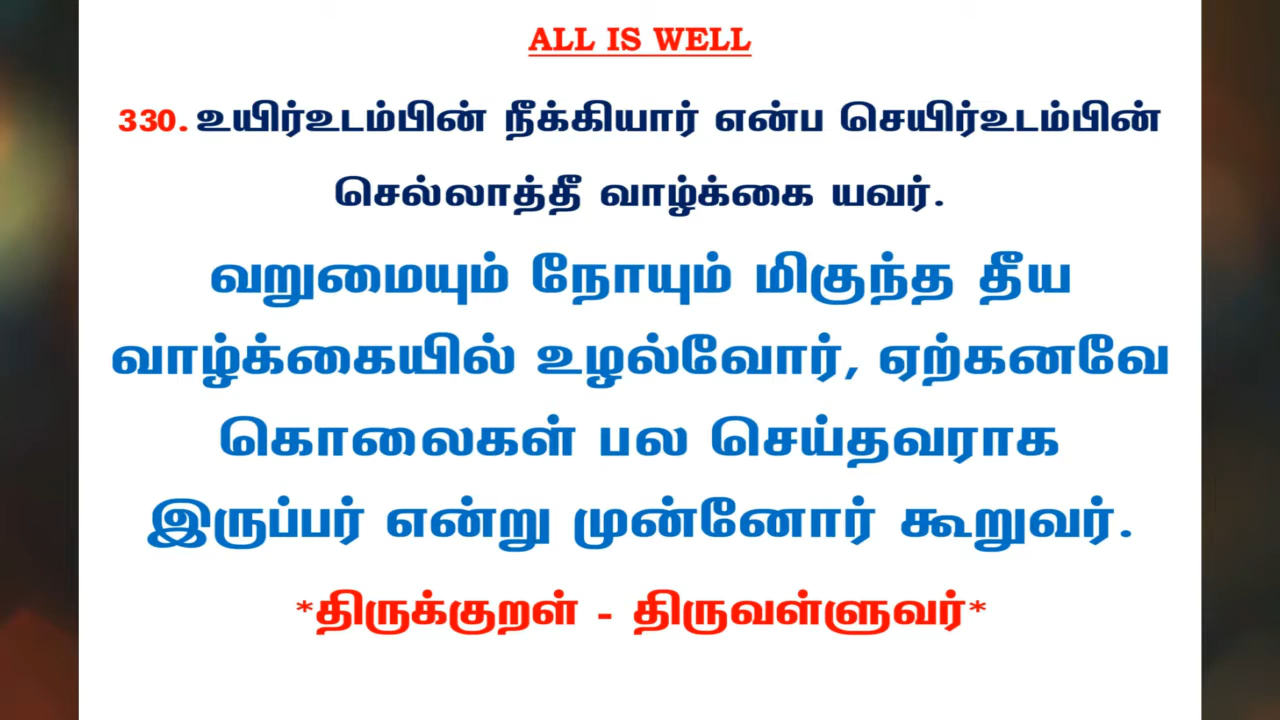 ALL IS WELL
330. உயிர்உடம்பின் நீக்கியார் என்ப செயிர்உடம்பின்
செல்லாத்தீ வாழ்க்கை யவர்.
வறுமையும் நோயும் மிகுந்த தீய
வாழ்க்கையில் உழல்வோர், ஏற்கனவே
கொலைகள் பல செய்தவராக
இருப்பர் என்று முன்னோர் கூறுவர்.
*திருக்குறள் - திருவள்ளுவர்*